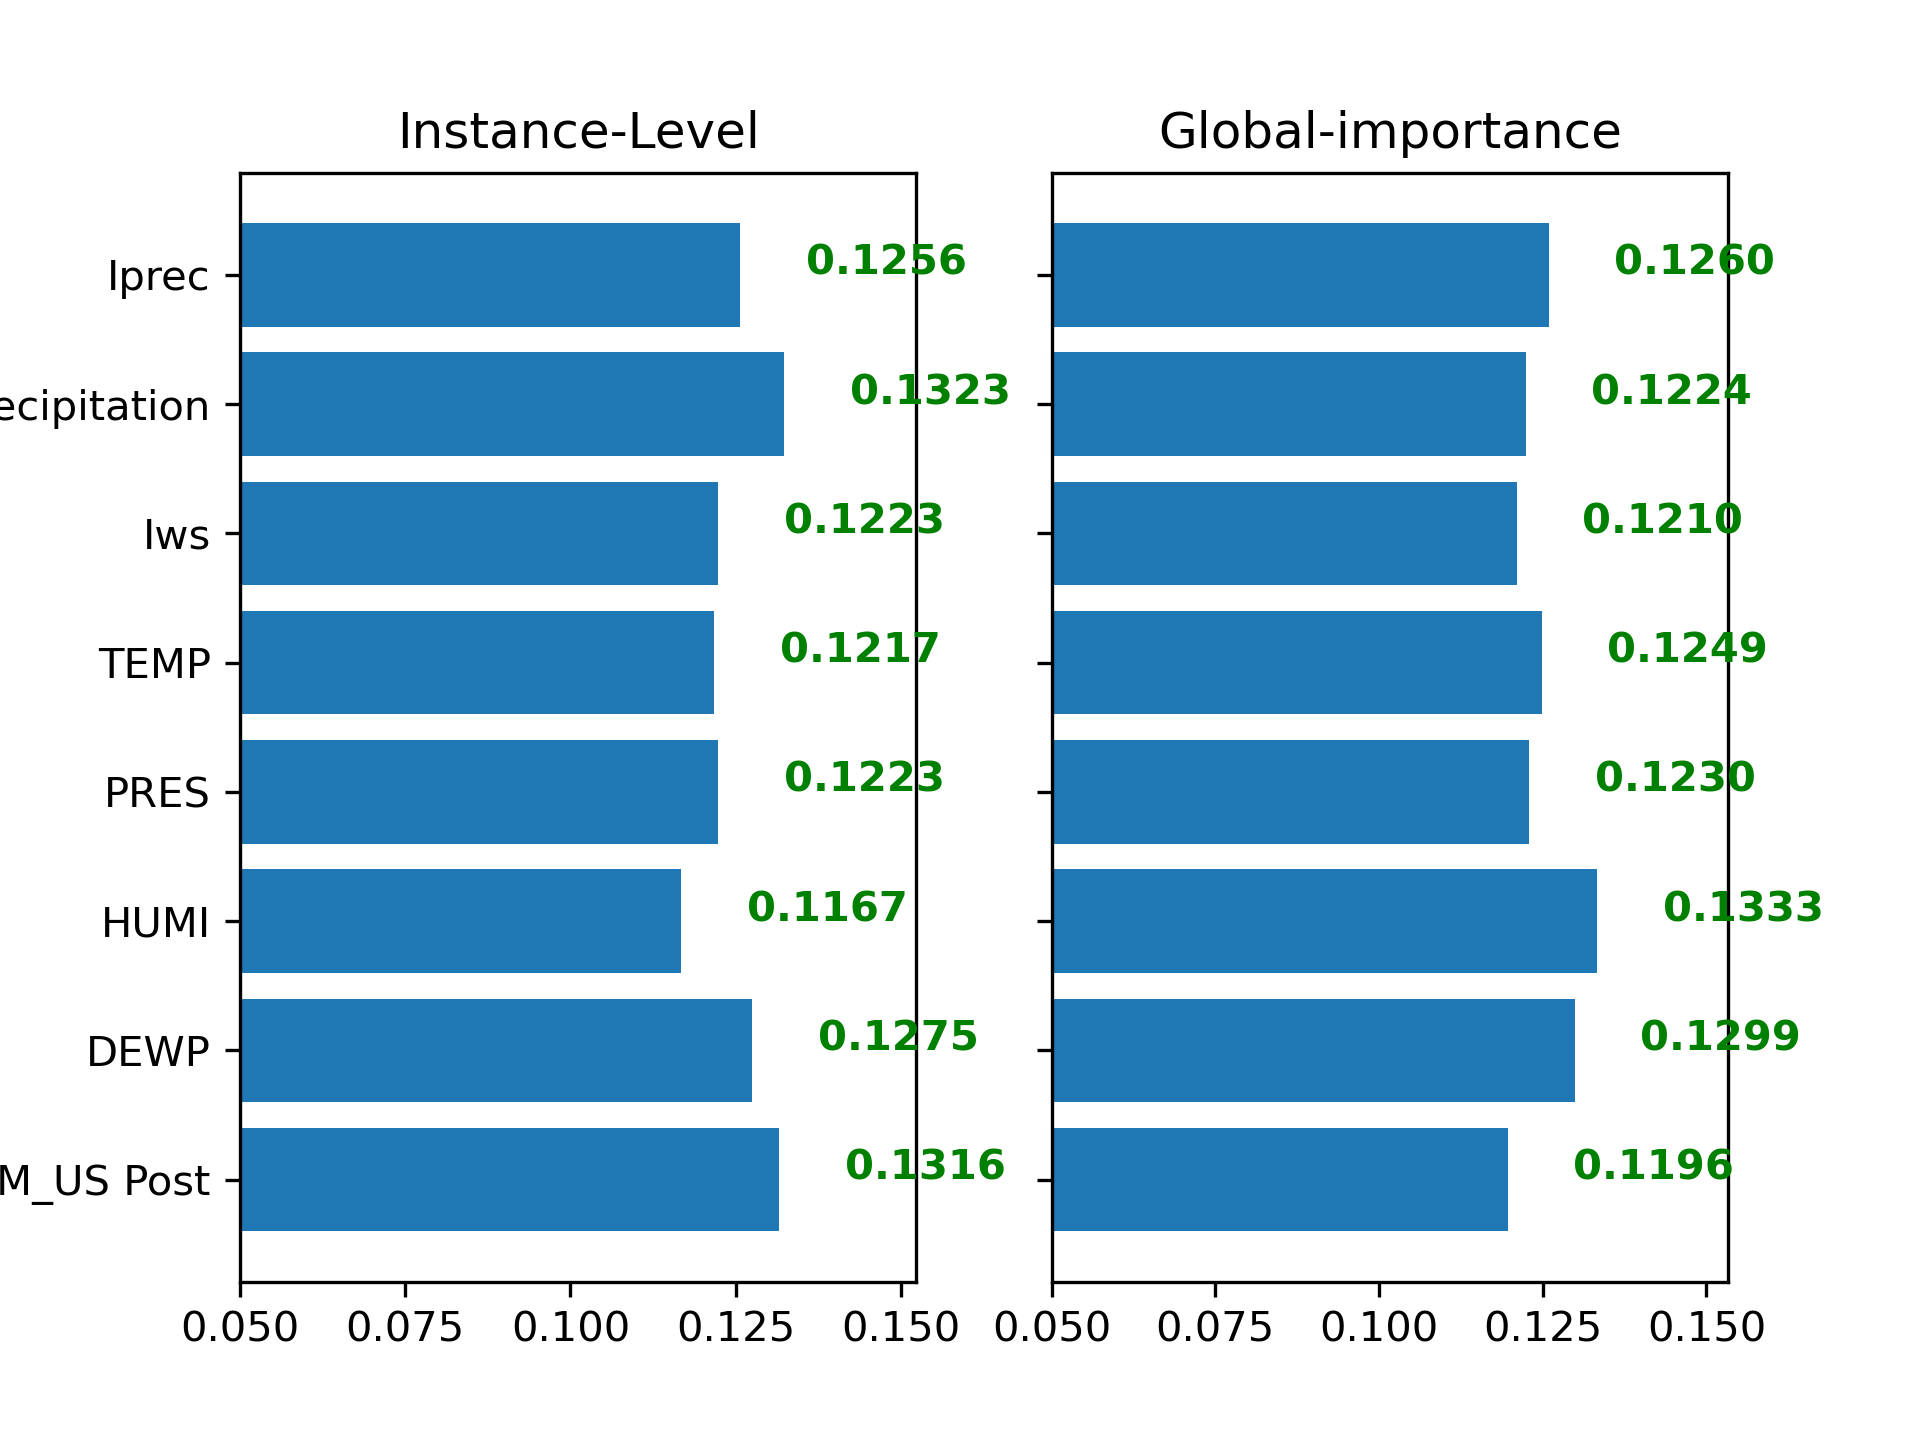 Instance-Level Global-importance
Iprec 0.1256 0.1260
ecipitation 0.1323 0.1224
Iws 0.1223 0.1210
TEMP 0.1217 0.1249
PRES 0.1223 0.1230
HUMI 0.1167 0.1333
DEWP 0.1275 0.1299
M_US Post 0.1316 0.1196
0.050 0.075 0.100 0.125 0.150 0.050 0.075 0.100 0.125 0.150